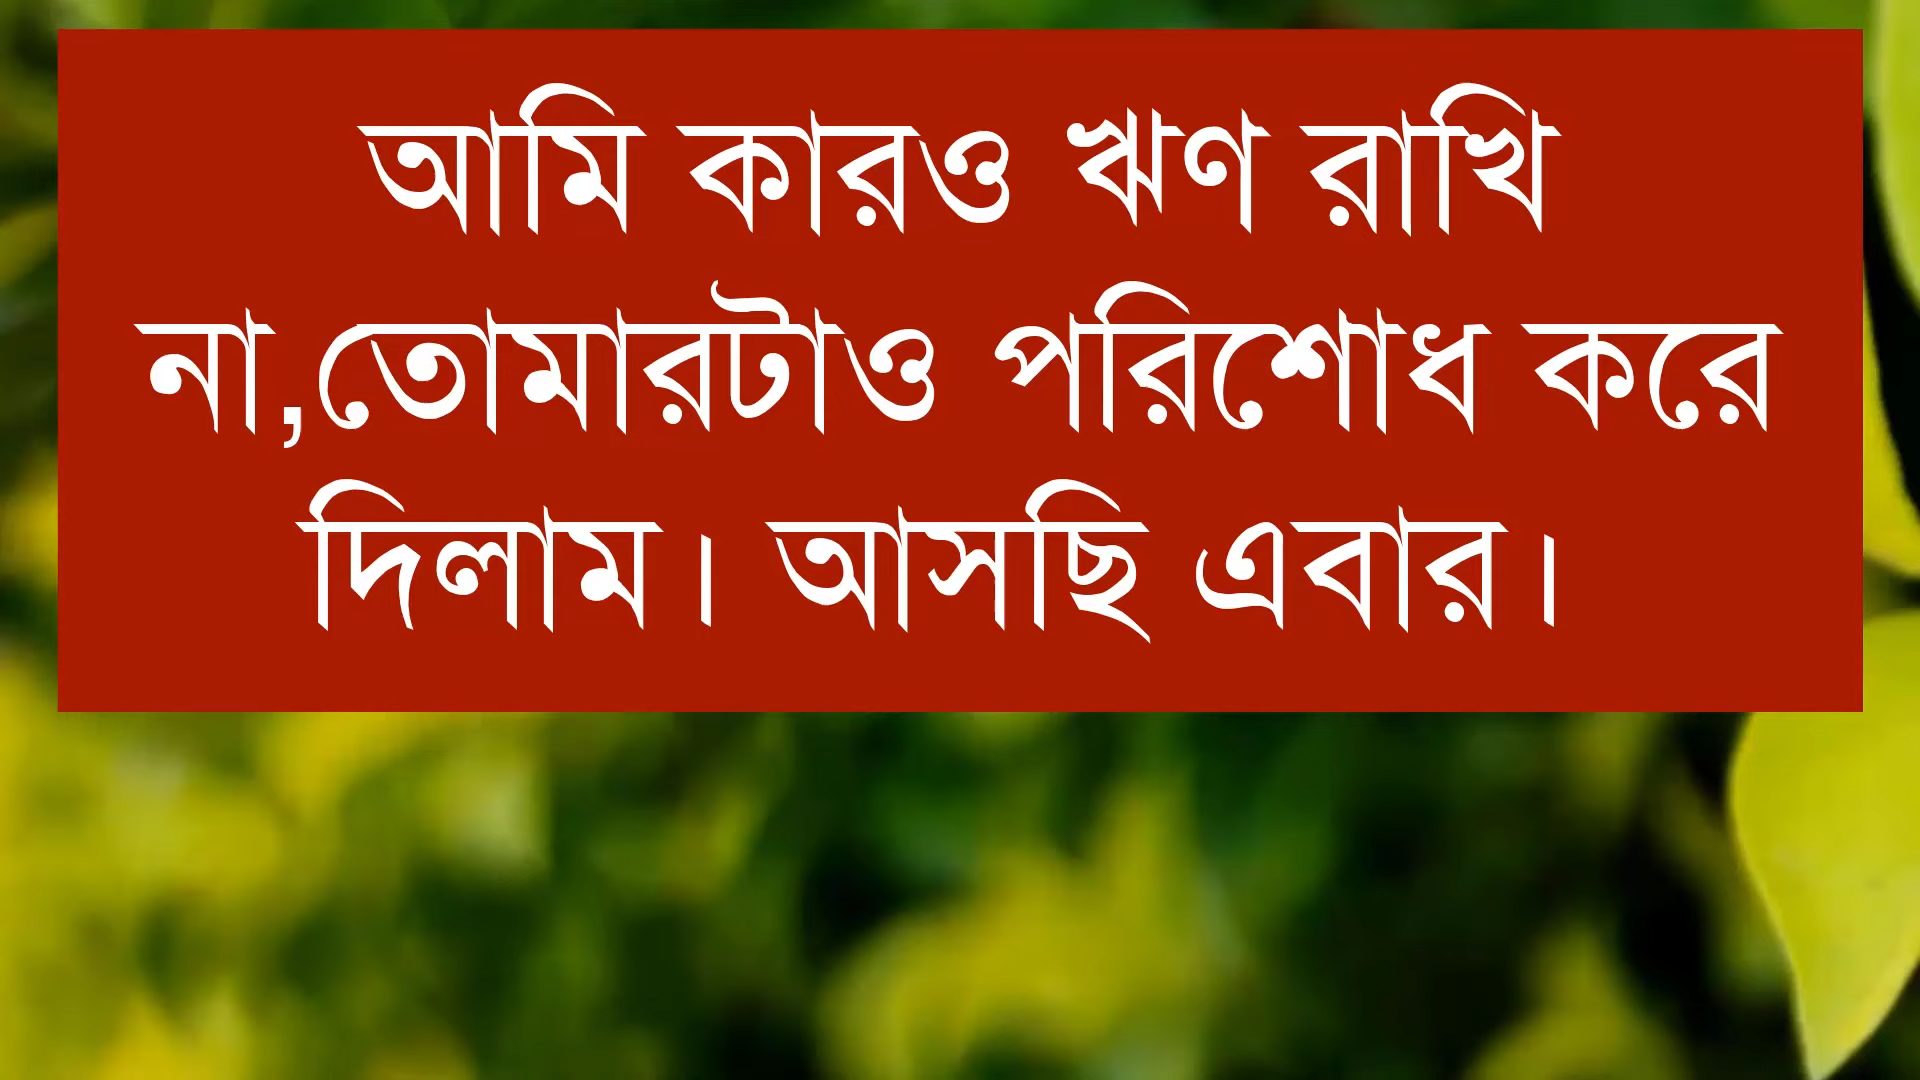 আমি কারও ঋণ রাখি
না,তোমারটাও পরিশোধ করে
দিলাম। আসছি এবার।